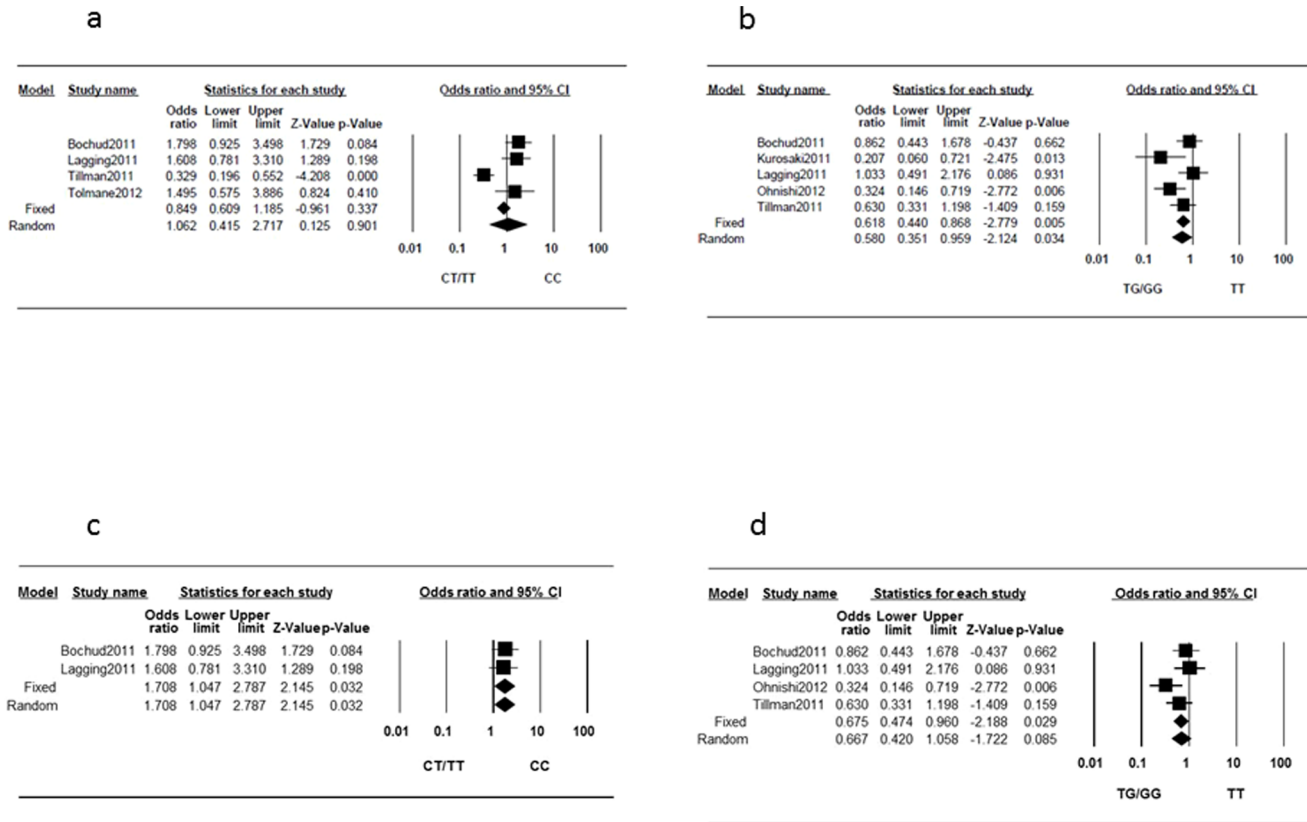 a
Model Study name Statistics for each study Odds ratio and 95% CI
Odds Lower Upper
ratio limit limit Z-Value p-Value
Bochud2011 1.798 0.925 3.498 1.729 0.084
Lagging2011 1.608 0.781 3.310 1.289 0.198
Tillman2011 0.329 0.196 0.552 -4.208 0.000
Tolmane2012 1.495 0.575 3.886 0.824 0.410
Fixed 0.849 0.609 1.185 -0.961 0.337
Random 1.062 0.415 2.717 0.125 0.901
0.01 0.1 1 10 100
CT/TT CC
b
Model Study name Statistics for each study Odds ratio and 95% CI
Odds Lower Upper
ratio limit limit Z-Value p-Value
Bochud2011 0.862 0.443 1.678 -0.437 0.662
Kurosaki2011 0.207 0.060 0.721 -2.475 0.013
Lagging2011 1.033 0.491 2.176 0.086 0.931
Ohnishi2012 0.324 0.146 0.719 -2.772 0.006
Tillman2011 0.630 0.331 1.198 -1.409 0.159
Fixed 0.618 0.440 0.868 -2.779 0.005
Random 0.580 0.351 0.959 -2.124 0.034
0.01 0.1 1 10 100
TG/GG TT
c
Model Study name Statistics for each study Odds ratio and 95% CI
Odds Lower Upper
ratio limit limit Z-Value p-Value
Bochud2011 1.798 0.925 3.498 1.729 0.084
Lagging2011 1.608 0.781 3.310 1.289 0.198
Fixed 1.708 1.047 2.787 2.145 0.032
Random 1.708 1.047 2.787 2.145 0.032
0.01 0.1 1 10 100
CT/TT CC
d
Model Study name Statistics for each study Odds ratio and 95% CI
Odds Lower Upper
ratio limit limit Z-Value p-Value
Bochud2011 0.862 0.443 1.678 -0.437 0.662
Lagging2011 1.033 0.491 2.176 0.086 0.931
Ohnishi2012 0.324 0.146 0.719 -2.772 0.006
Tillman2011 0.630 0.331 1.198 -1.409 0.159
Fixed 0.675 0.474 0.960 -2.188 0.029
Random 0.667 0.420 1.058 -1.722 0.085
0.01 0.1 1 10 100
TG/GG TT